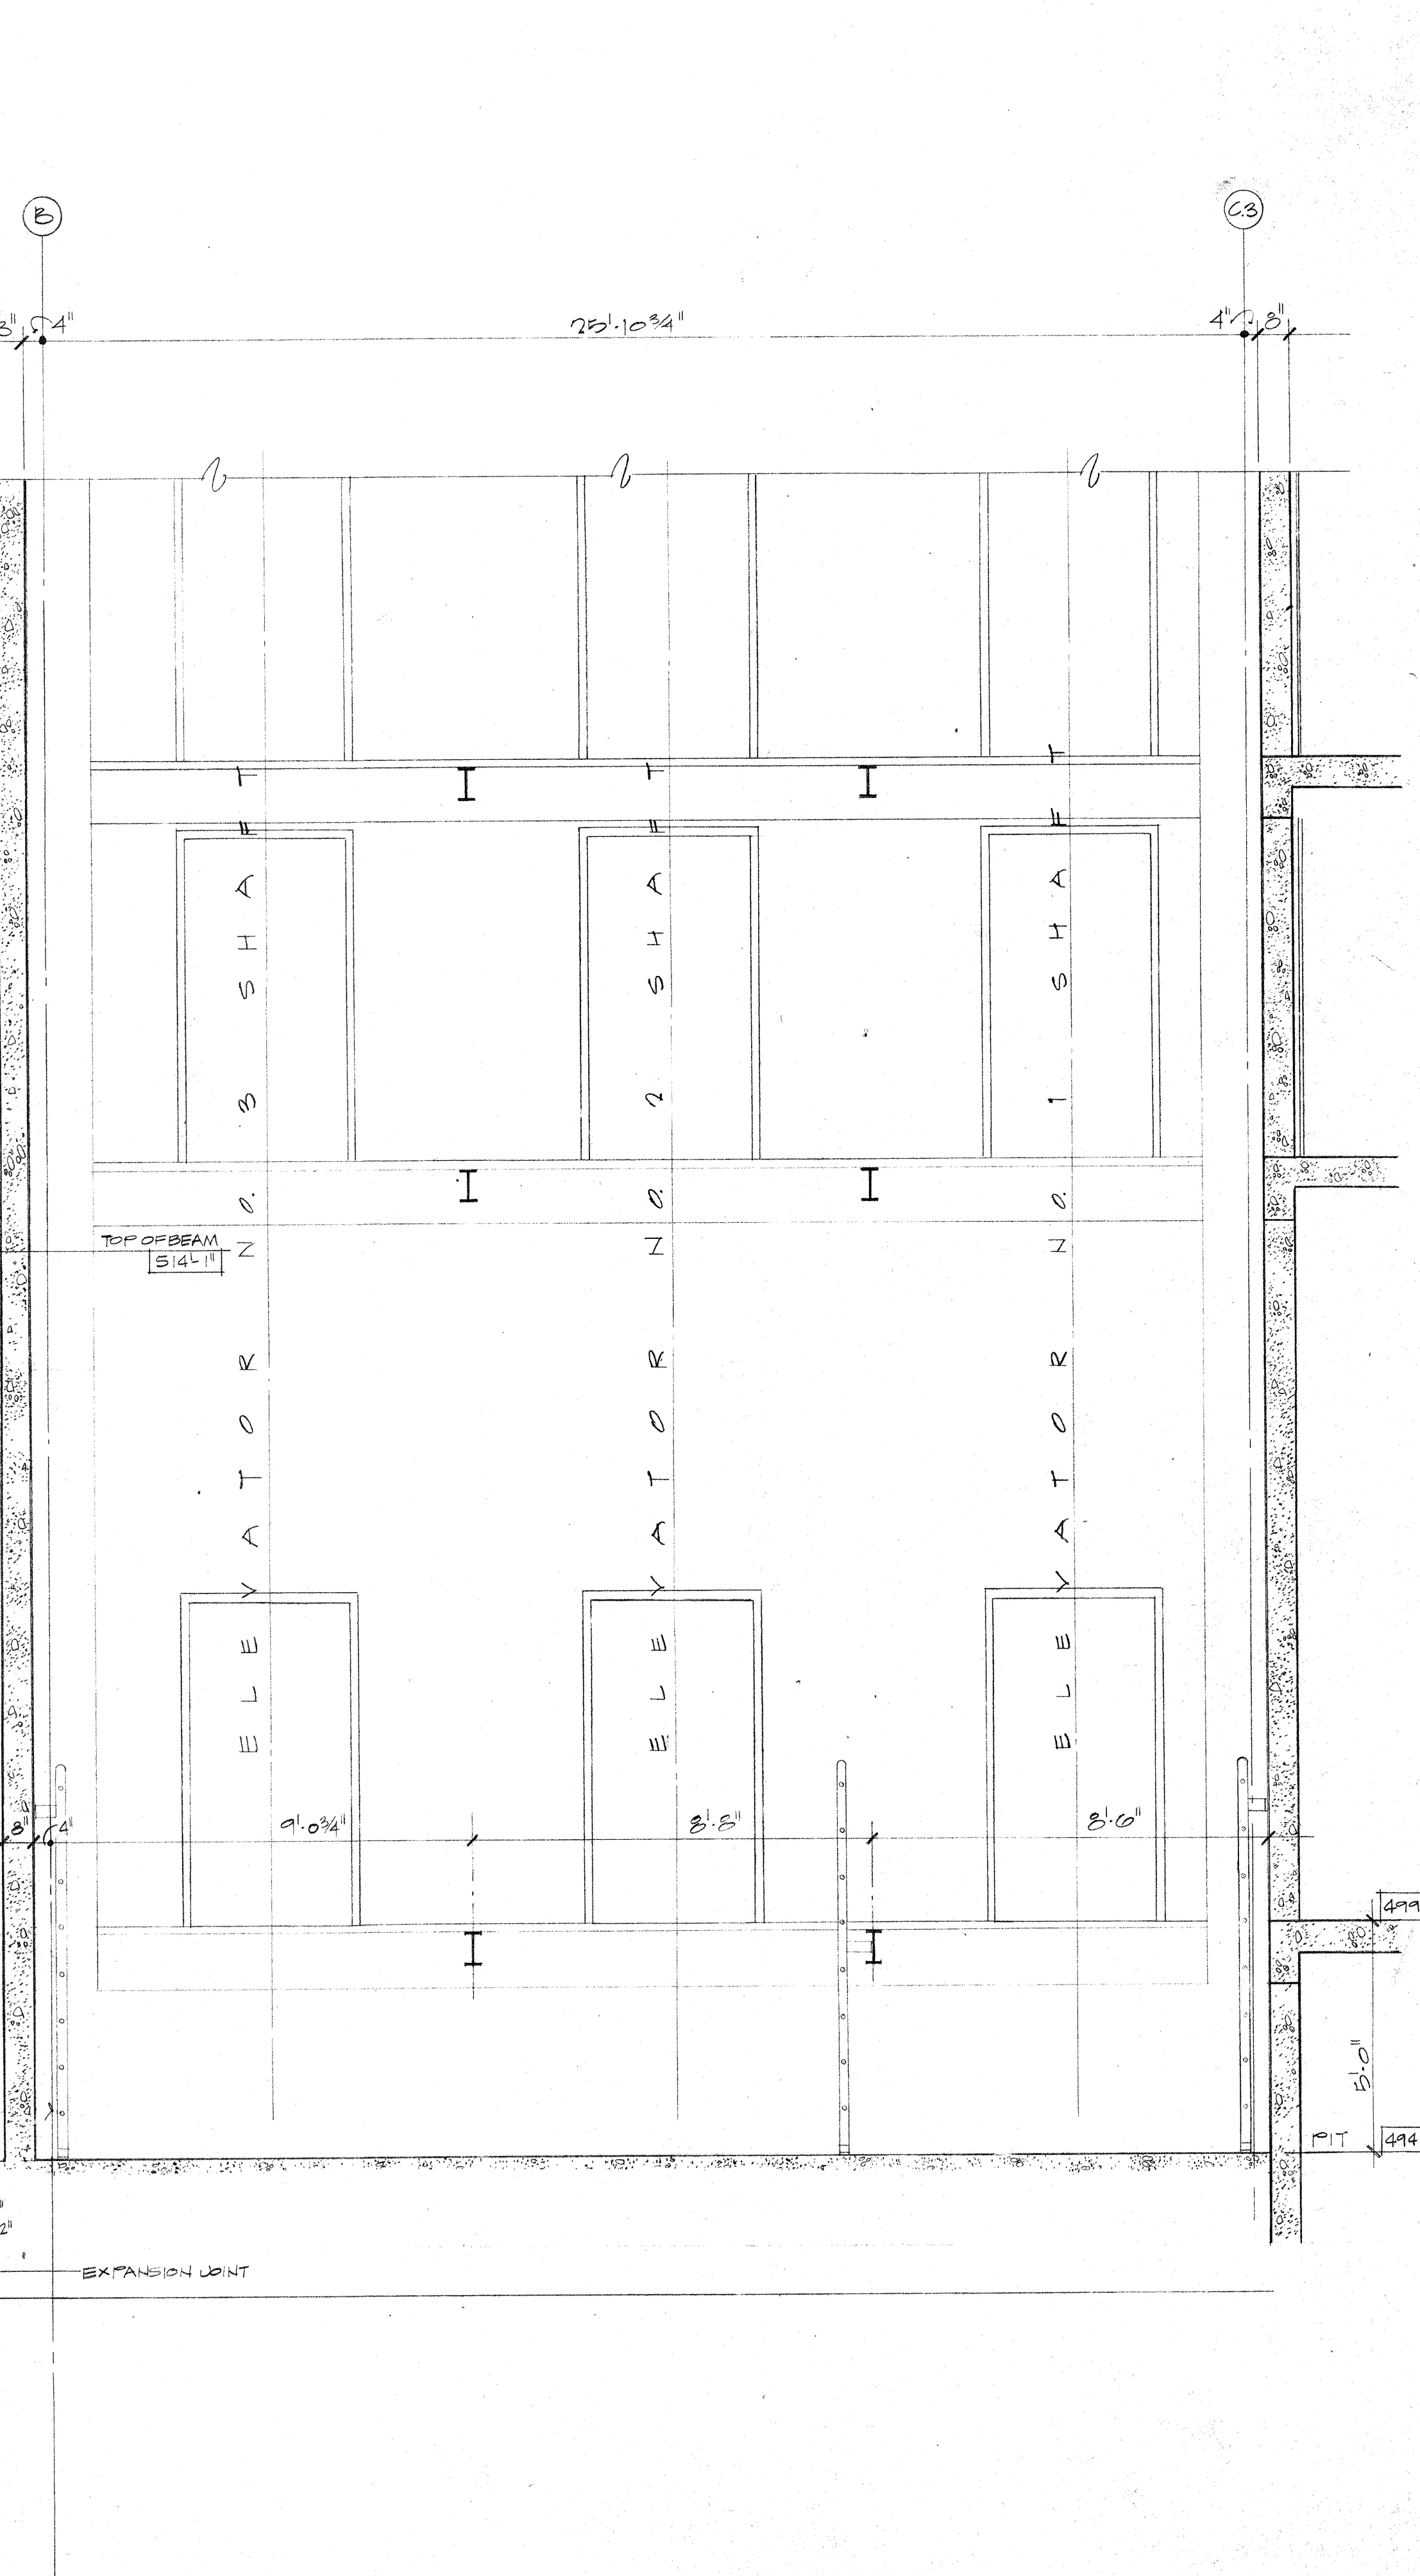 B
C.3
3"
4"
25'-10 3/4"
4"
8"
ELEVATOR NO. 3 SHAFT
ELEVATOR NO. 2 SHAFT
ELEVATOR NO. 1 SHAFT
TOP OF BEAM
514'-1"
8"
4"
9'-0 3/4"
8'-8"
8'-6"
499
5'-0"
PIT
494
2"
EXPANSION JOINT